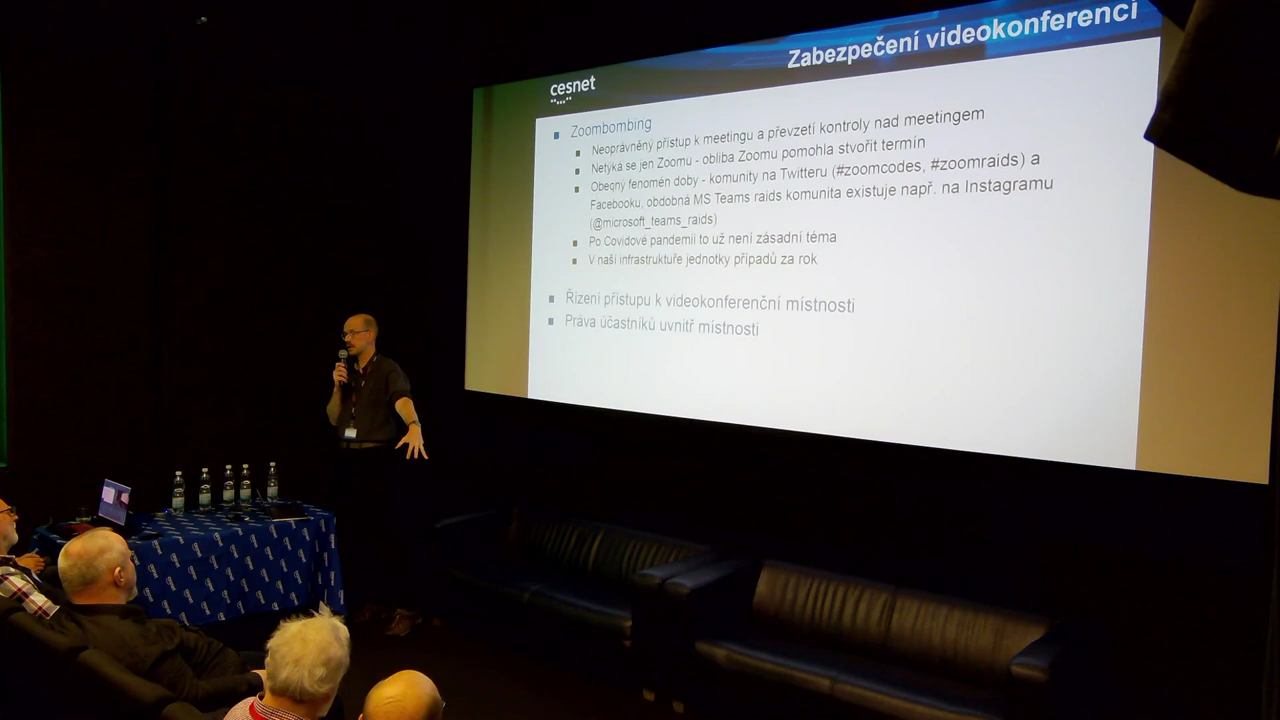 Zabezpečení videokonferencí
cesnet
Zoombombing
Neoprávněný přístup k meetingu a převzetí kontroly nad meetingem
Netýká se jen Zoomu - obliba Zoomu pomohla stvořit termín
Obecný fenomén doby - komunity na Twitteru (#zoomcodes, #zoomraids) a
Facebooku, obdobná MS Teams raids komunita existuje např. na Instagramu
(@microsoft_teams_raids)
Po Covidové pandemii to už není zásadní téma
V naší infrastruktuře jednotky případů za rok
Řízení přístupu k videokonferenční místnosti
Práva účastníků uvnitř místnosti